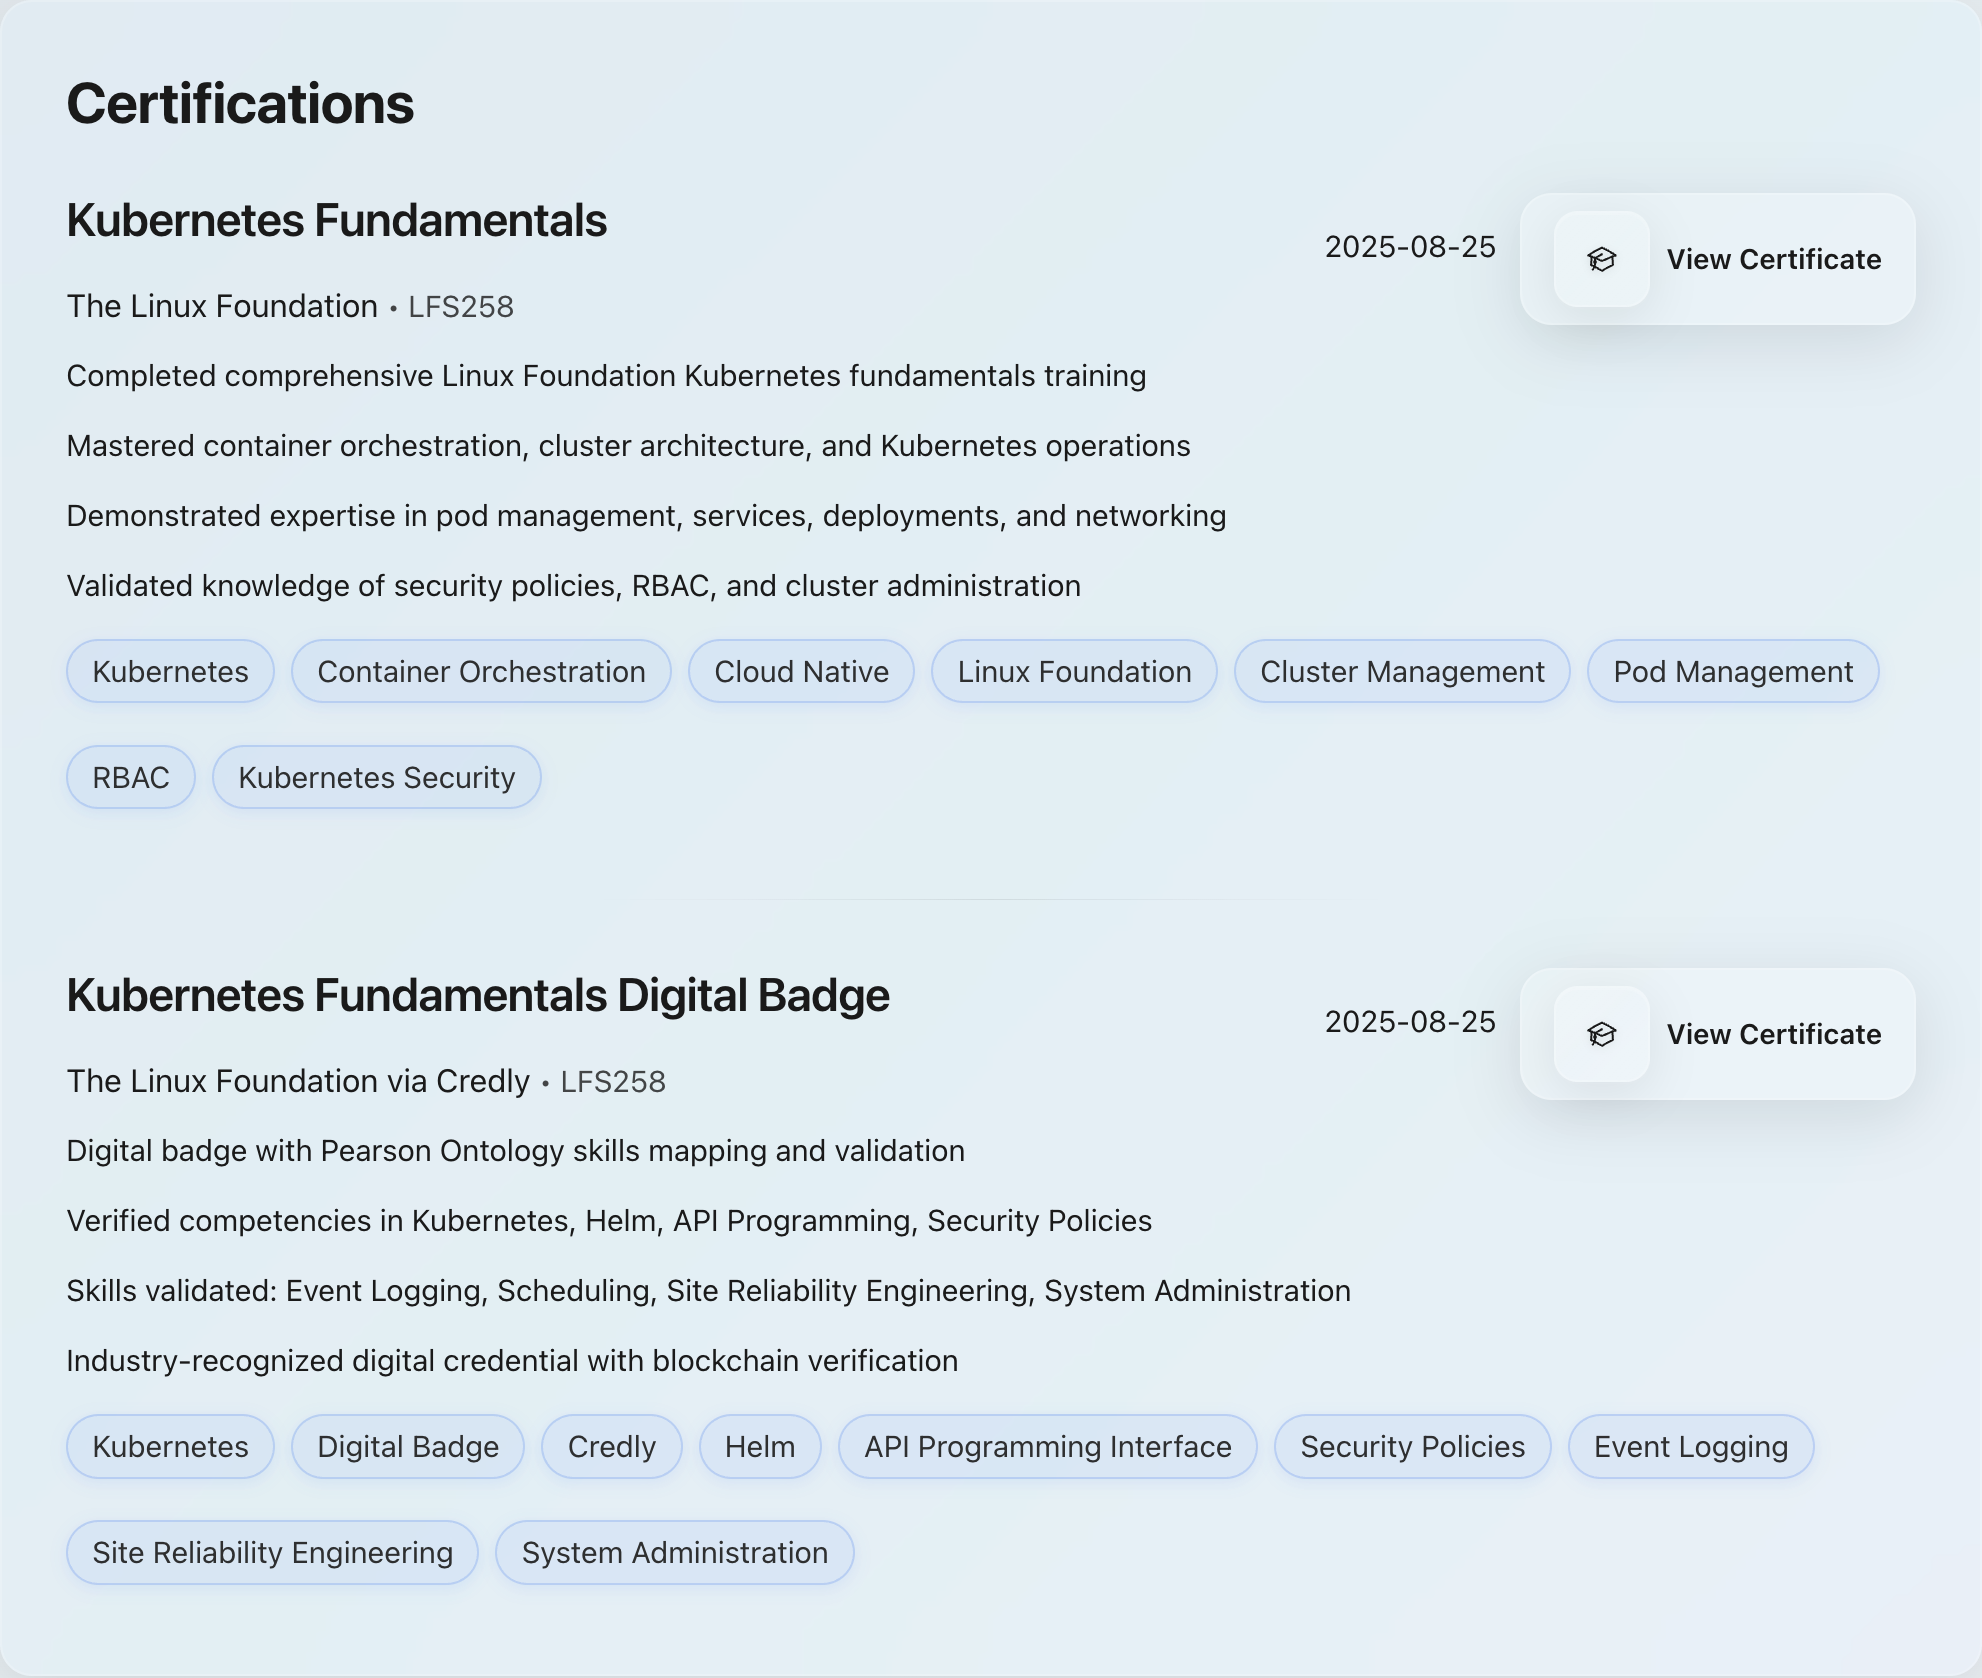 Certifications
Kubernetes Fundamentals
2025-08-25
View Certificate
The Linux Foundation • LFS258
Completed comprehensive Linux Foundation Kubernetes fundamentals training
Mastered container orchestration, cluster architecture, and Kubernetes operations
Demonstrated expertise in pod management, services, deployments, and networking
Validated knowledge of security policies, RBAC, and cluster administration
Kubernetes Container Orchestration Cloud Native Linux Foundation Cluster Management Pod Management
RBAC Kubernetes Security
Kubernetes Fundamentals Digital Badge
2025-08-25
View Certificate
The Linux Foundation via Credly • LFS258
Digital badge with Pearson Ontology skills mapping and validation
Verified competencies in Kubernetes, Helm, API Programming, Security Policies
Skills validated: Event Logging, Scheduling, Site Reliability Engineering, System Administration
Industry-recognized digital credential with blockchain verification
Kubernetes Digital Badge Credly Helm API Programming Interface Security Policies Event Logging
Site Reliability Engineering System Administration